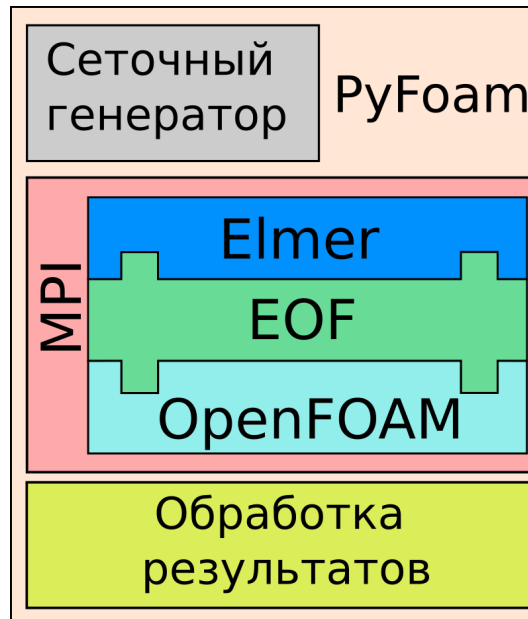 Сеточный
генератор
PyFoam
MPI
Elmer
EOF
OpenFOAM
Обработка
результатов